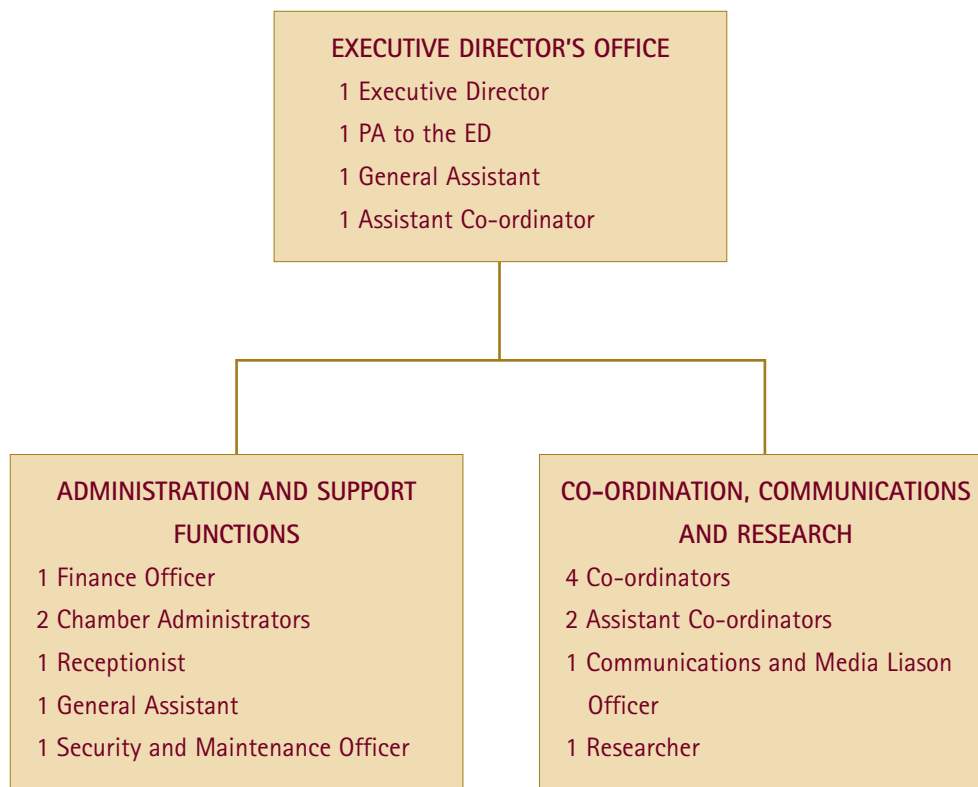 EXECUTIVE DIRECTOR'S OFFICE
1 Executive Director
1 PA to the ED
1 General Assistant
1 Assistant Co-ordinator
ADMINISTRATION AND SUPPORT
FUNCTIONS
1 Finance Officer
2 Chamber Administrators
1 Receptionist
1 General Assistant
1 Security and Maintenance Officer
CO-ORDINATION, COMMUNICATIONS
AND RESEARCH
4 Co-ordinators
2 Assistant Co-ordinators
1 Communications and Media Liason
Officer
1 Researcher